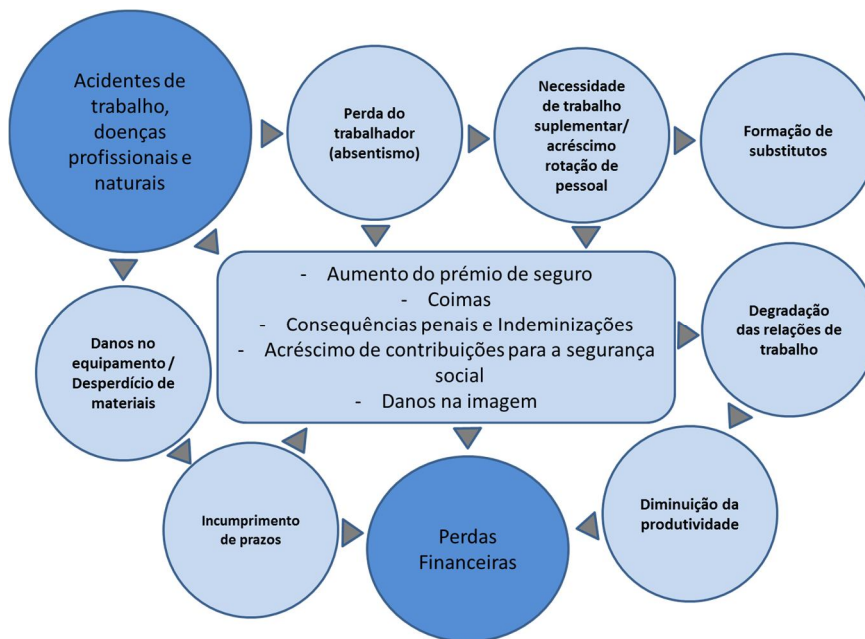 Acidentes de
trabalho,
doenças
profissionais e
naturais
Perda do
trabalhador
(absentismo)
Necessidade
de trabalho
suplementar/
acréscimo
rotação de
pessoal
Formação de
substitutos
- Aumento do prémio de seguro
- Coimas
- Consequências penais e Indeminizações
- Acréscimo de contribuições para a segurança
social
- Danos na imagem
Degradação
das relações de
trabalho
Danos no
equipamento /
Desperdício de
materiais
Incumprimento
de prazos
Perdas
Financeiras
Diminuição da
produtividade